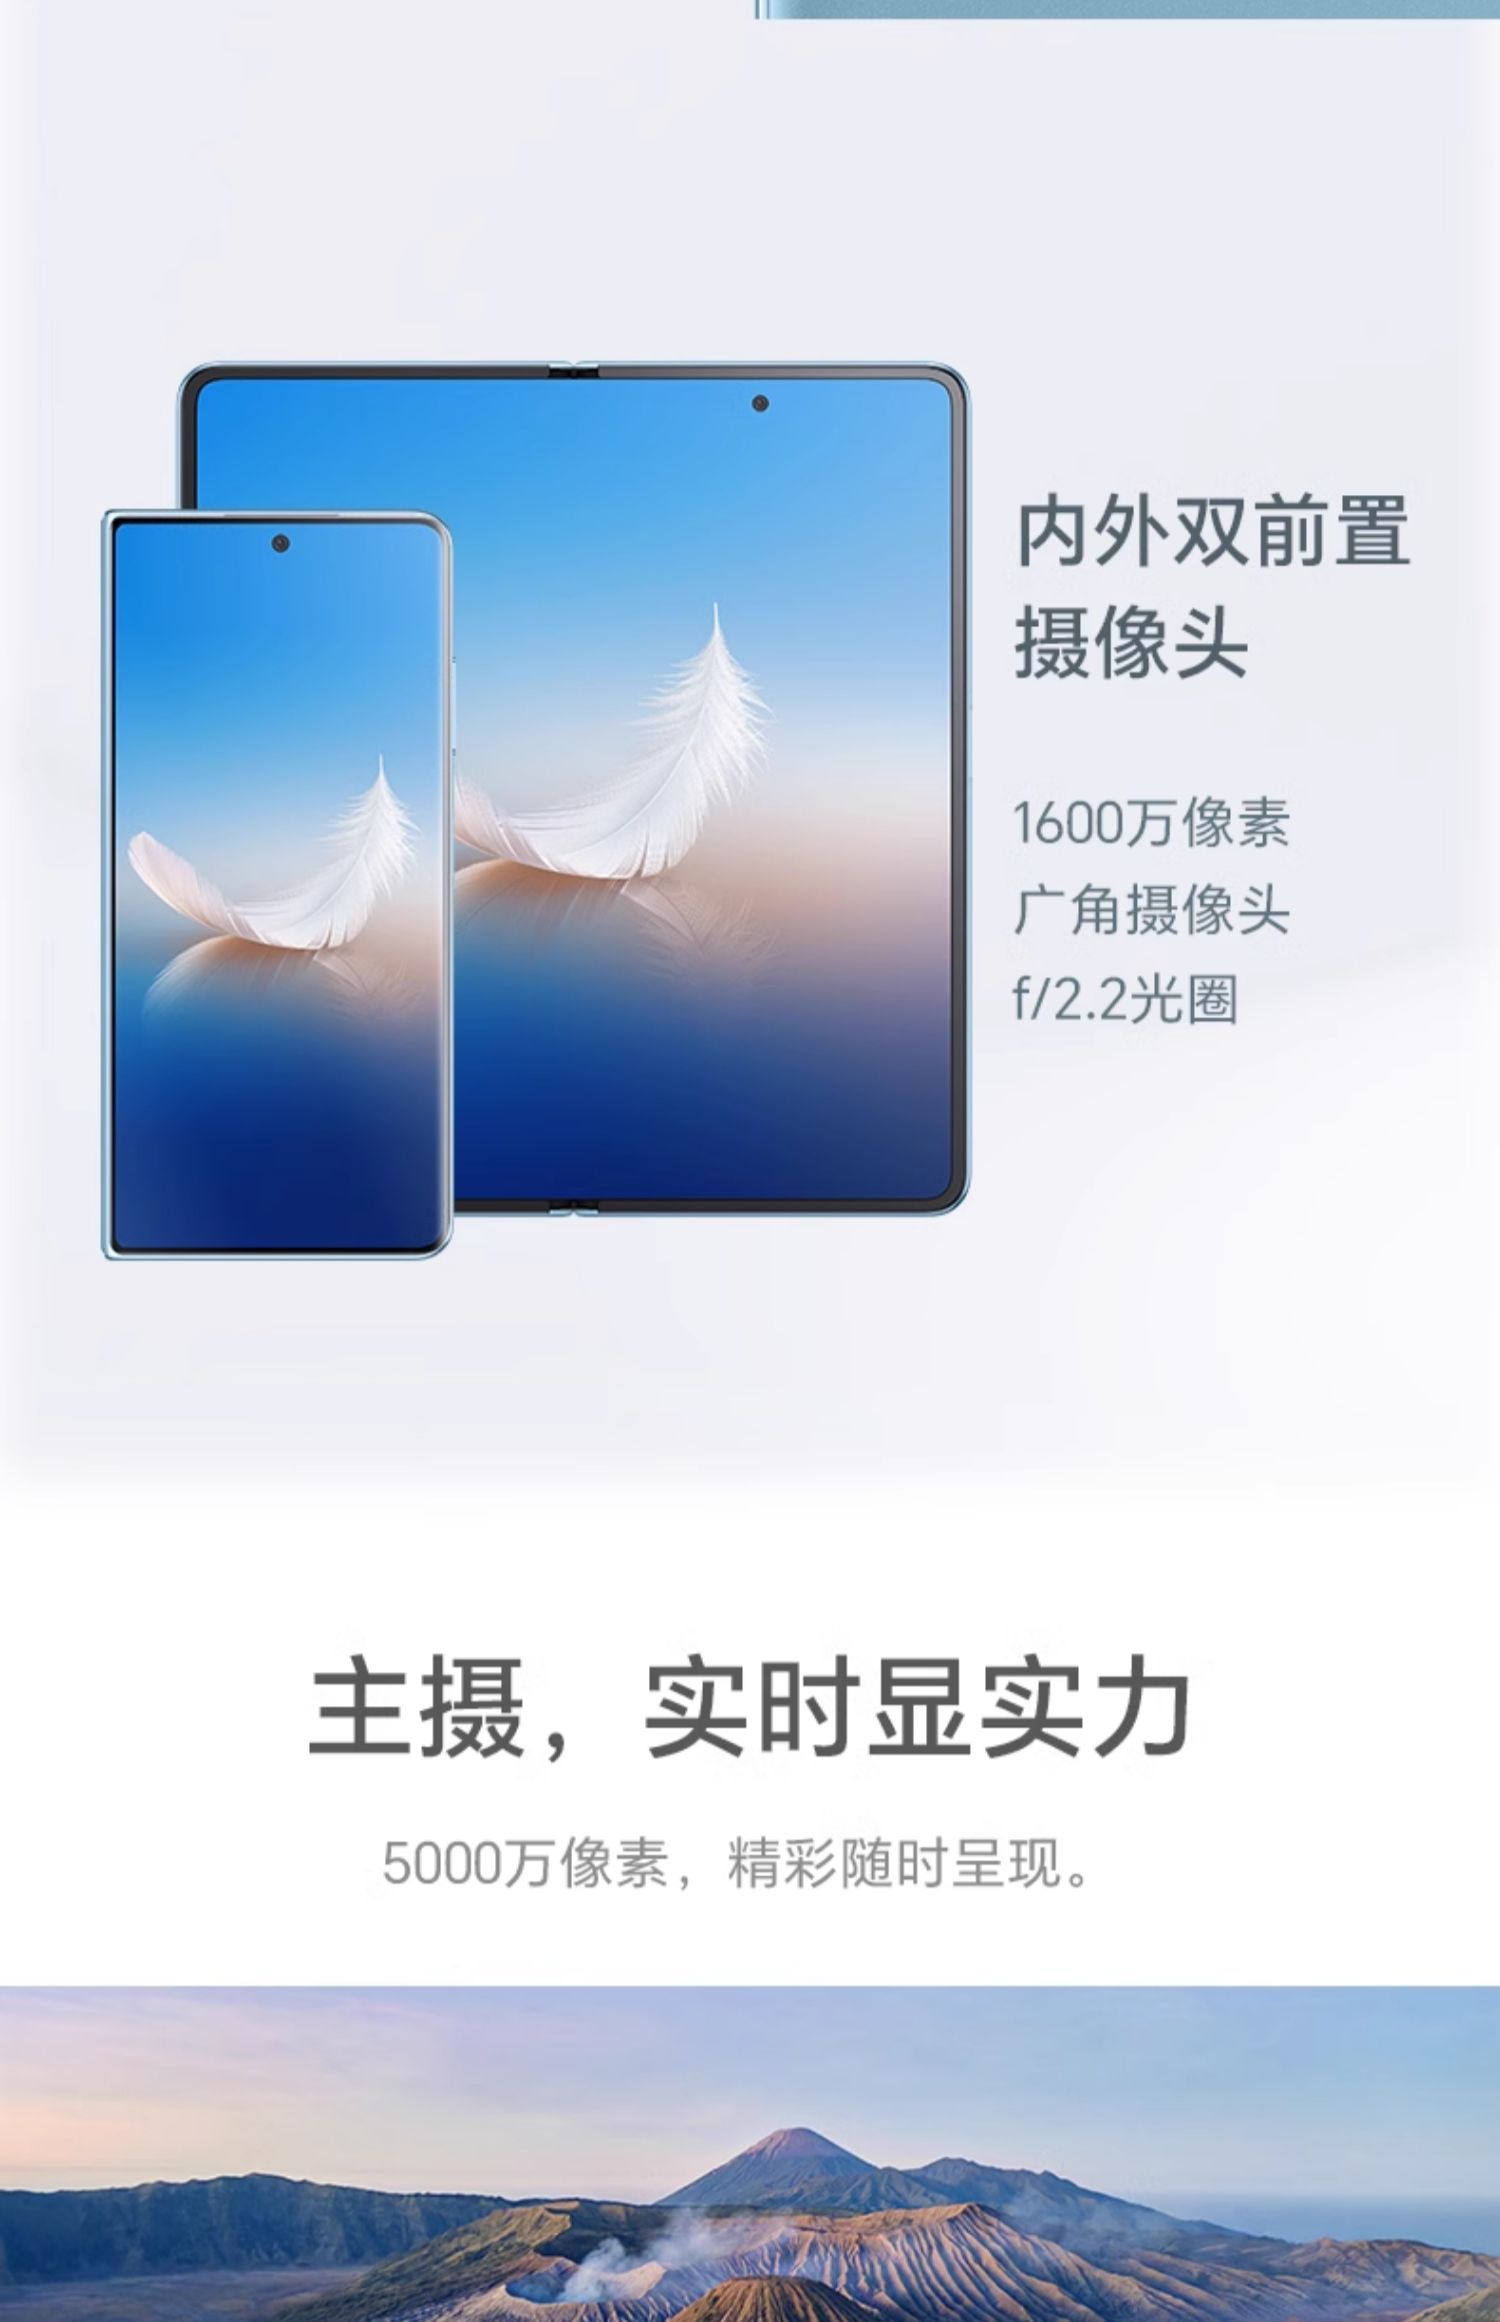 内外双前置
摄像头
1600万像素
广角摄像头
f/2.2光圈
主摄，实时显实力
5000万像素，精彩随时呈现。